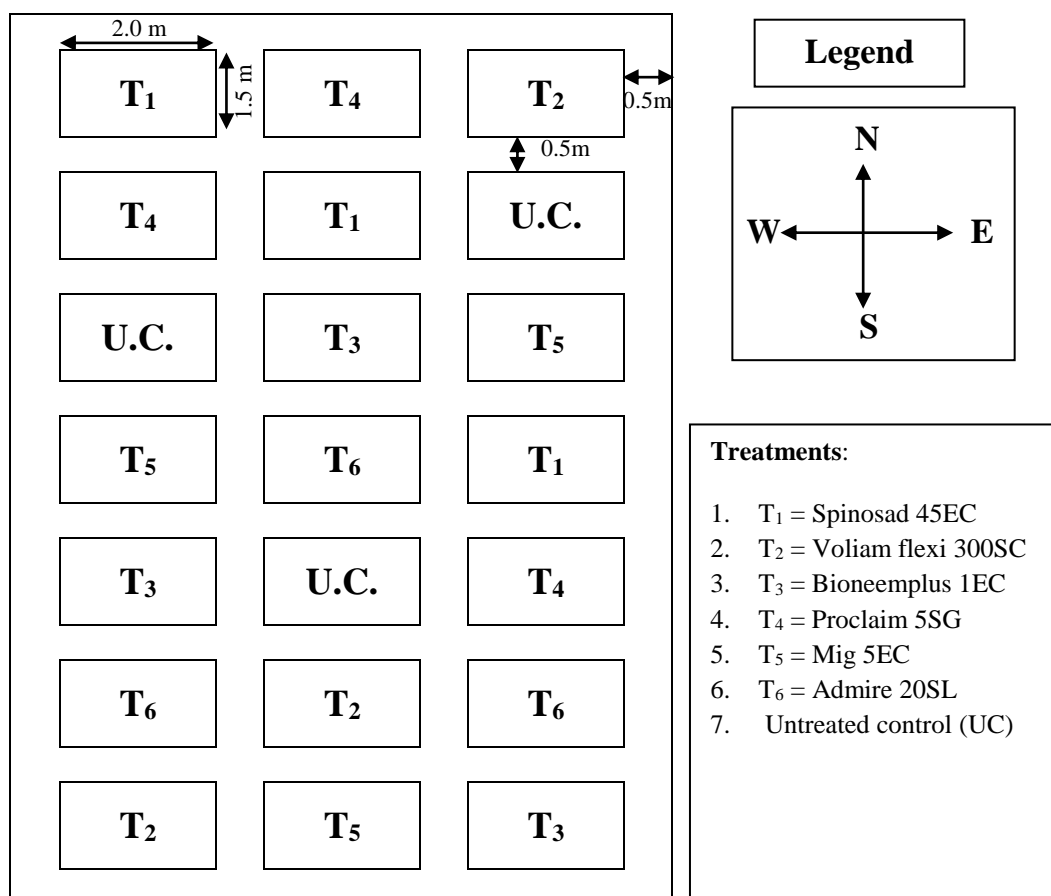 2.0 m
T₁ T₄ T₂
1.5 m
0.5m
0.5m
T₄ T₁ U.C.
U.C. T₃ T₅
T₅ T₆ T₁
T₃ U.C. T₄
T₆ T₂ T₆
T₂ T₅ T₃
Legend
N
W E
S
Treatments:
1. T₁ = Spinosad 45EC
2. T₂ = Voliam flexi 300SC
3. T₃ = Bioneemplus 1EC
4. T₄ = Proclaim 5SG
5. T₅ = Mig 5EC
6. T₆ = Admire 20SL
7. Untreated control (UC)